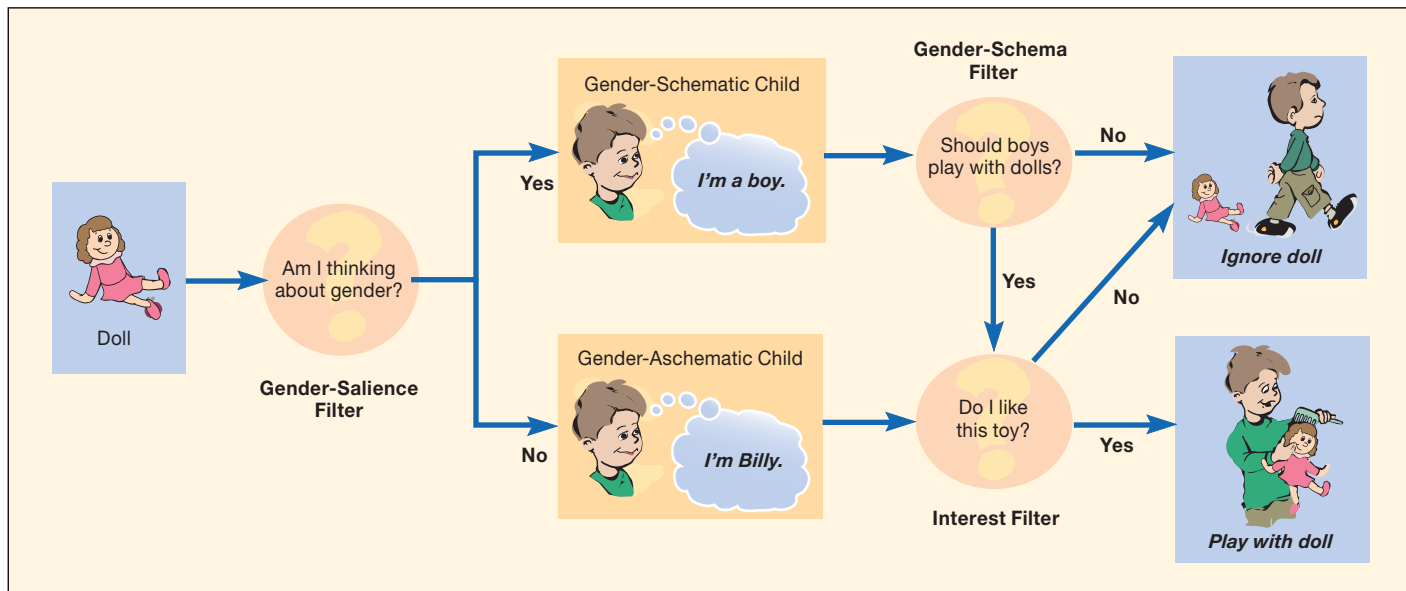 Doll
Am I thinking
about gender?
Gender-Salience
Filter
Yes
No
Gender-Schematic Child
I'm a boy.
Gender-Aschematic Child
I'm Billy.
Gender-Schema
Filter
Should boys
play with dolls?
No
Yes
Do I like
this toy?
Interest Filter
No
Yes
Ignore doll
Play with doll